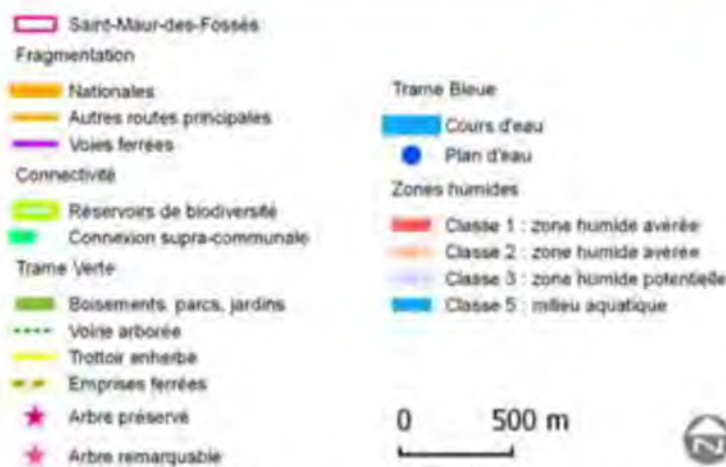 Saint-Maur-des-Fossés
Fragmentation
Nationales
Autres routes principales
Voies ferrées
Connectivité
Réservoirs de biodiversité
Connexion supra-communale
Trame Verte
Boisements, parcs, jardins
Voirie arborée
Trottoir enherbé
Emprises ferrées
Arbre préservé
Arbre remarquable
Trame Bleue
Cours d'eau
Plan d'eau
Zones humides
Classe 1 : zone humide avérée
Classe 2 : zone humide avérée
Classe 3 : zone humide potentielle
Classe 5 : milieu aquatique
0 500 m
N